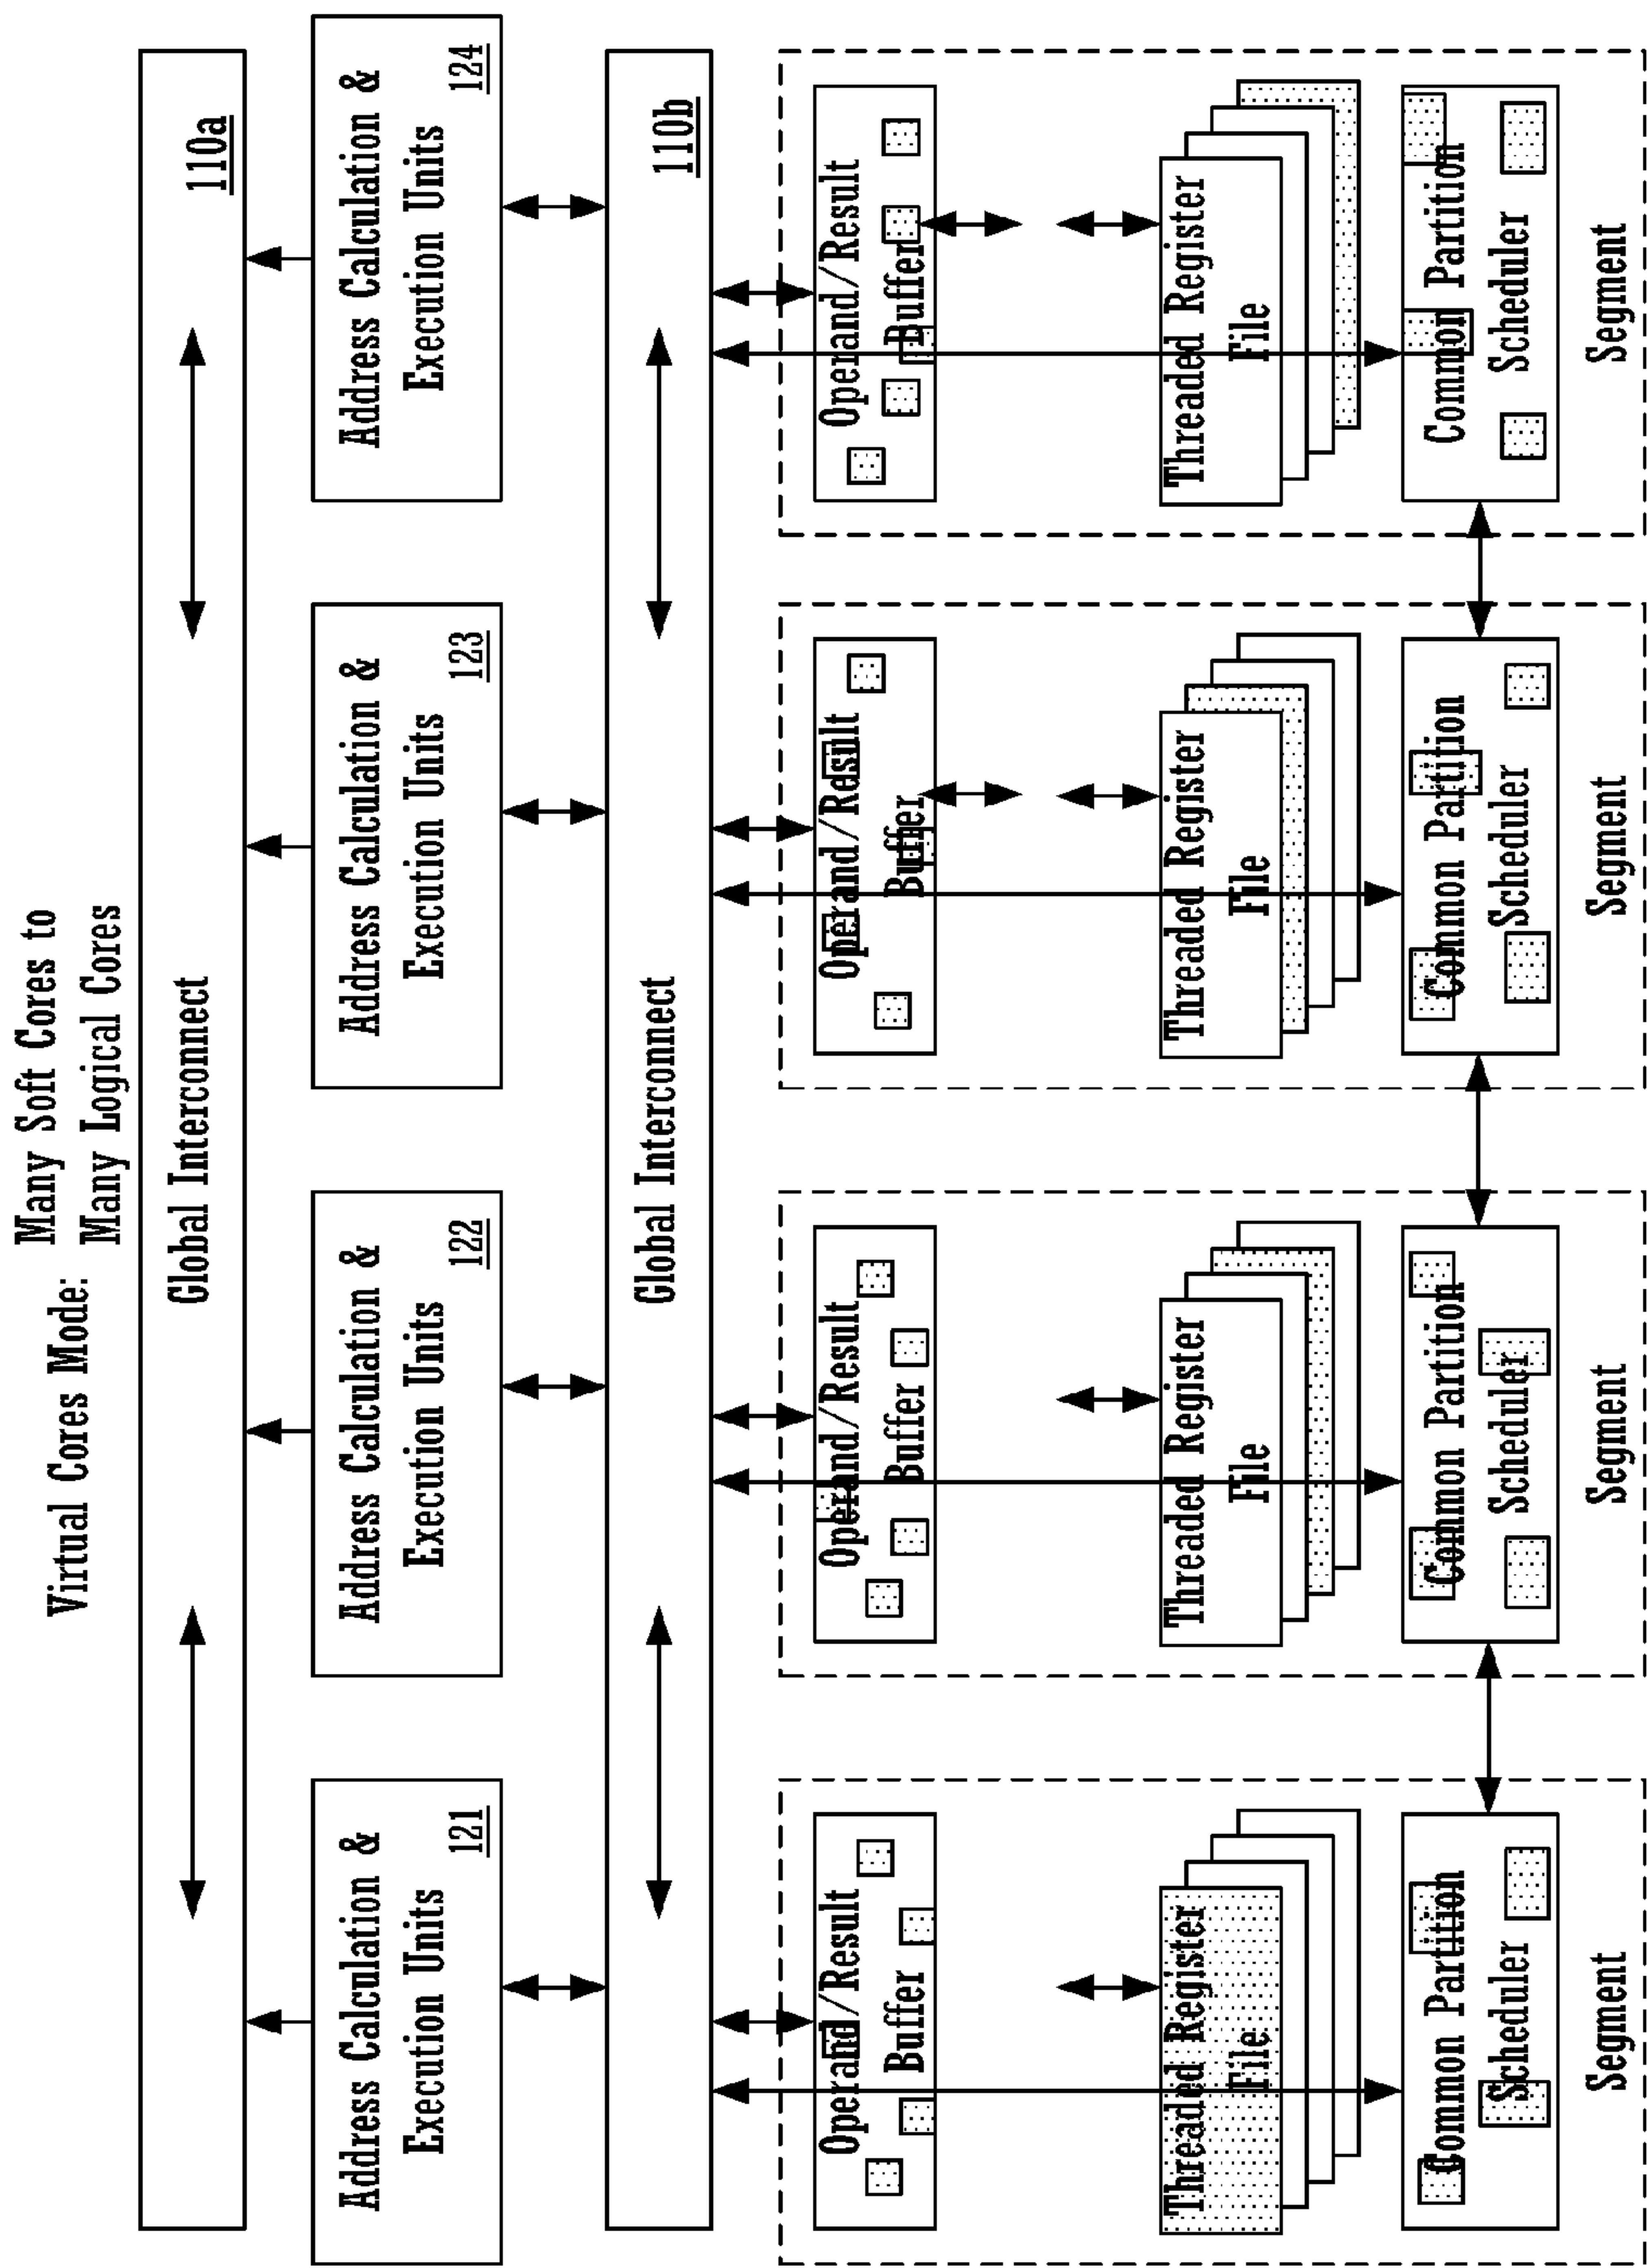 Virtual Cores Mode: Many Soft Cores to
Many Logical Cores
Global Interconnect 110a
Address Calculation &
Execution Units 121
Address Calculation &
Execution Units 122
Address Calculation &
Execution Units 123
Address Calculation &
Execution Units 124
Global Interconnect 110b
Operand/Result
Buffer
Threaded Register
File
Common Partition
Scheduler
Segment
Operand/Result
Buffer
Threaded Register
File
Common Partition
Scheduler
Segment
Operand/Result
Buffer
Threaded Register
File
Common Partition
Scheduler
Segment
Operand/Result
Buffer
Threaded Register
File
Common Partition
Scheduler
Segment